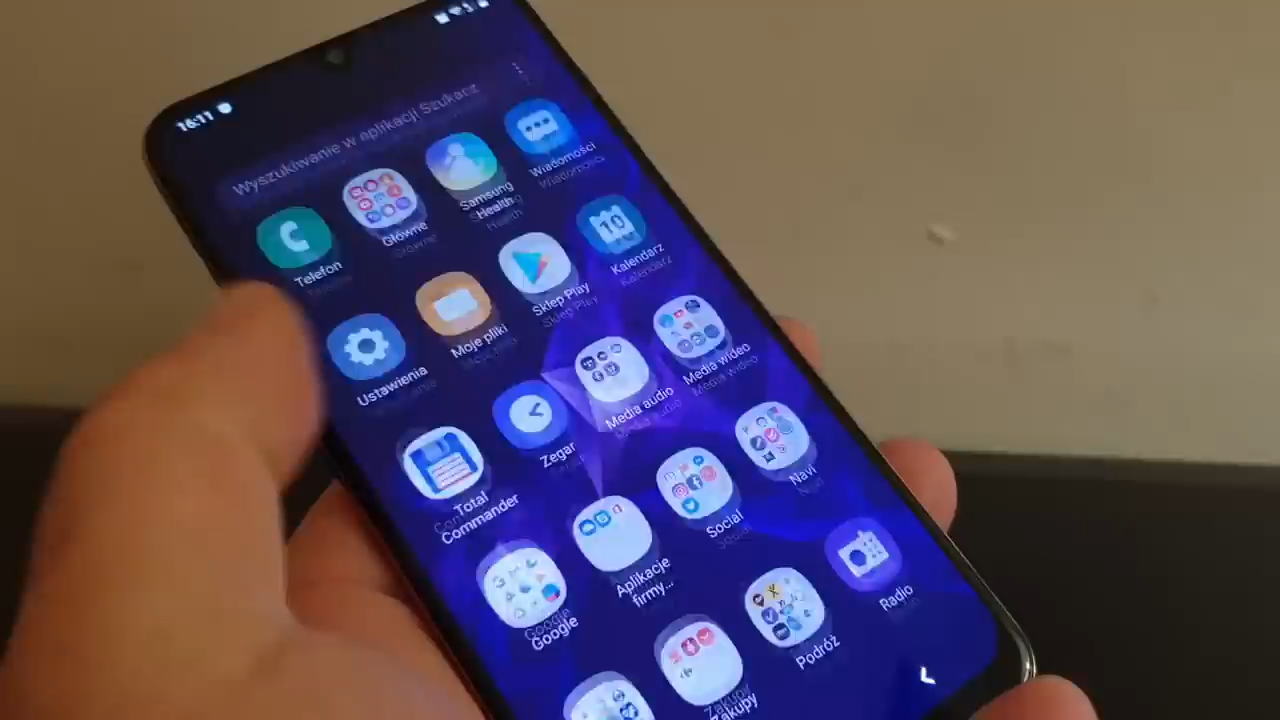 16:11
Wyszukiwanie w aplikacji Szukacz
Telefon
Główne
Samsung
Health
Wiadomości
Ustawienia
Moje pliki
Sklep Play
10
Kalendarz
Total
Commander
Zegar
Media audio
Media wideo
Google
Aplikacje
firmy...
Social
Navi
Zakupy
Podróż
Radio